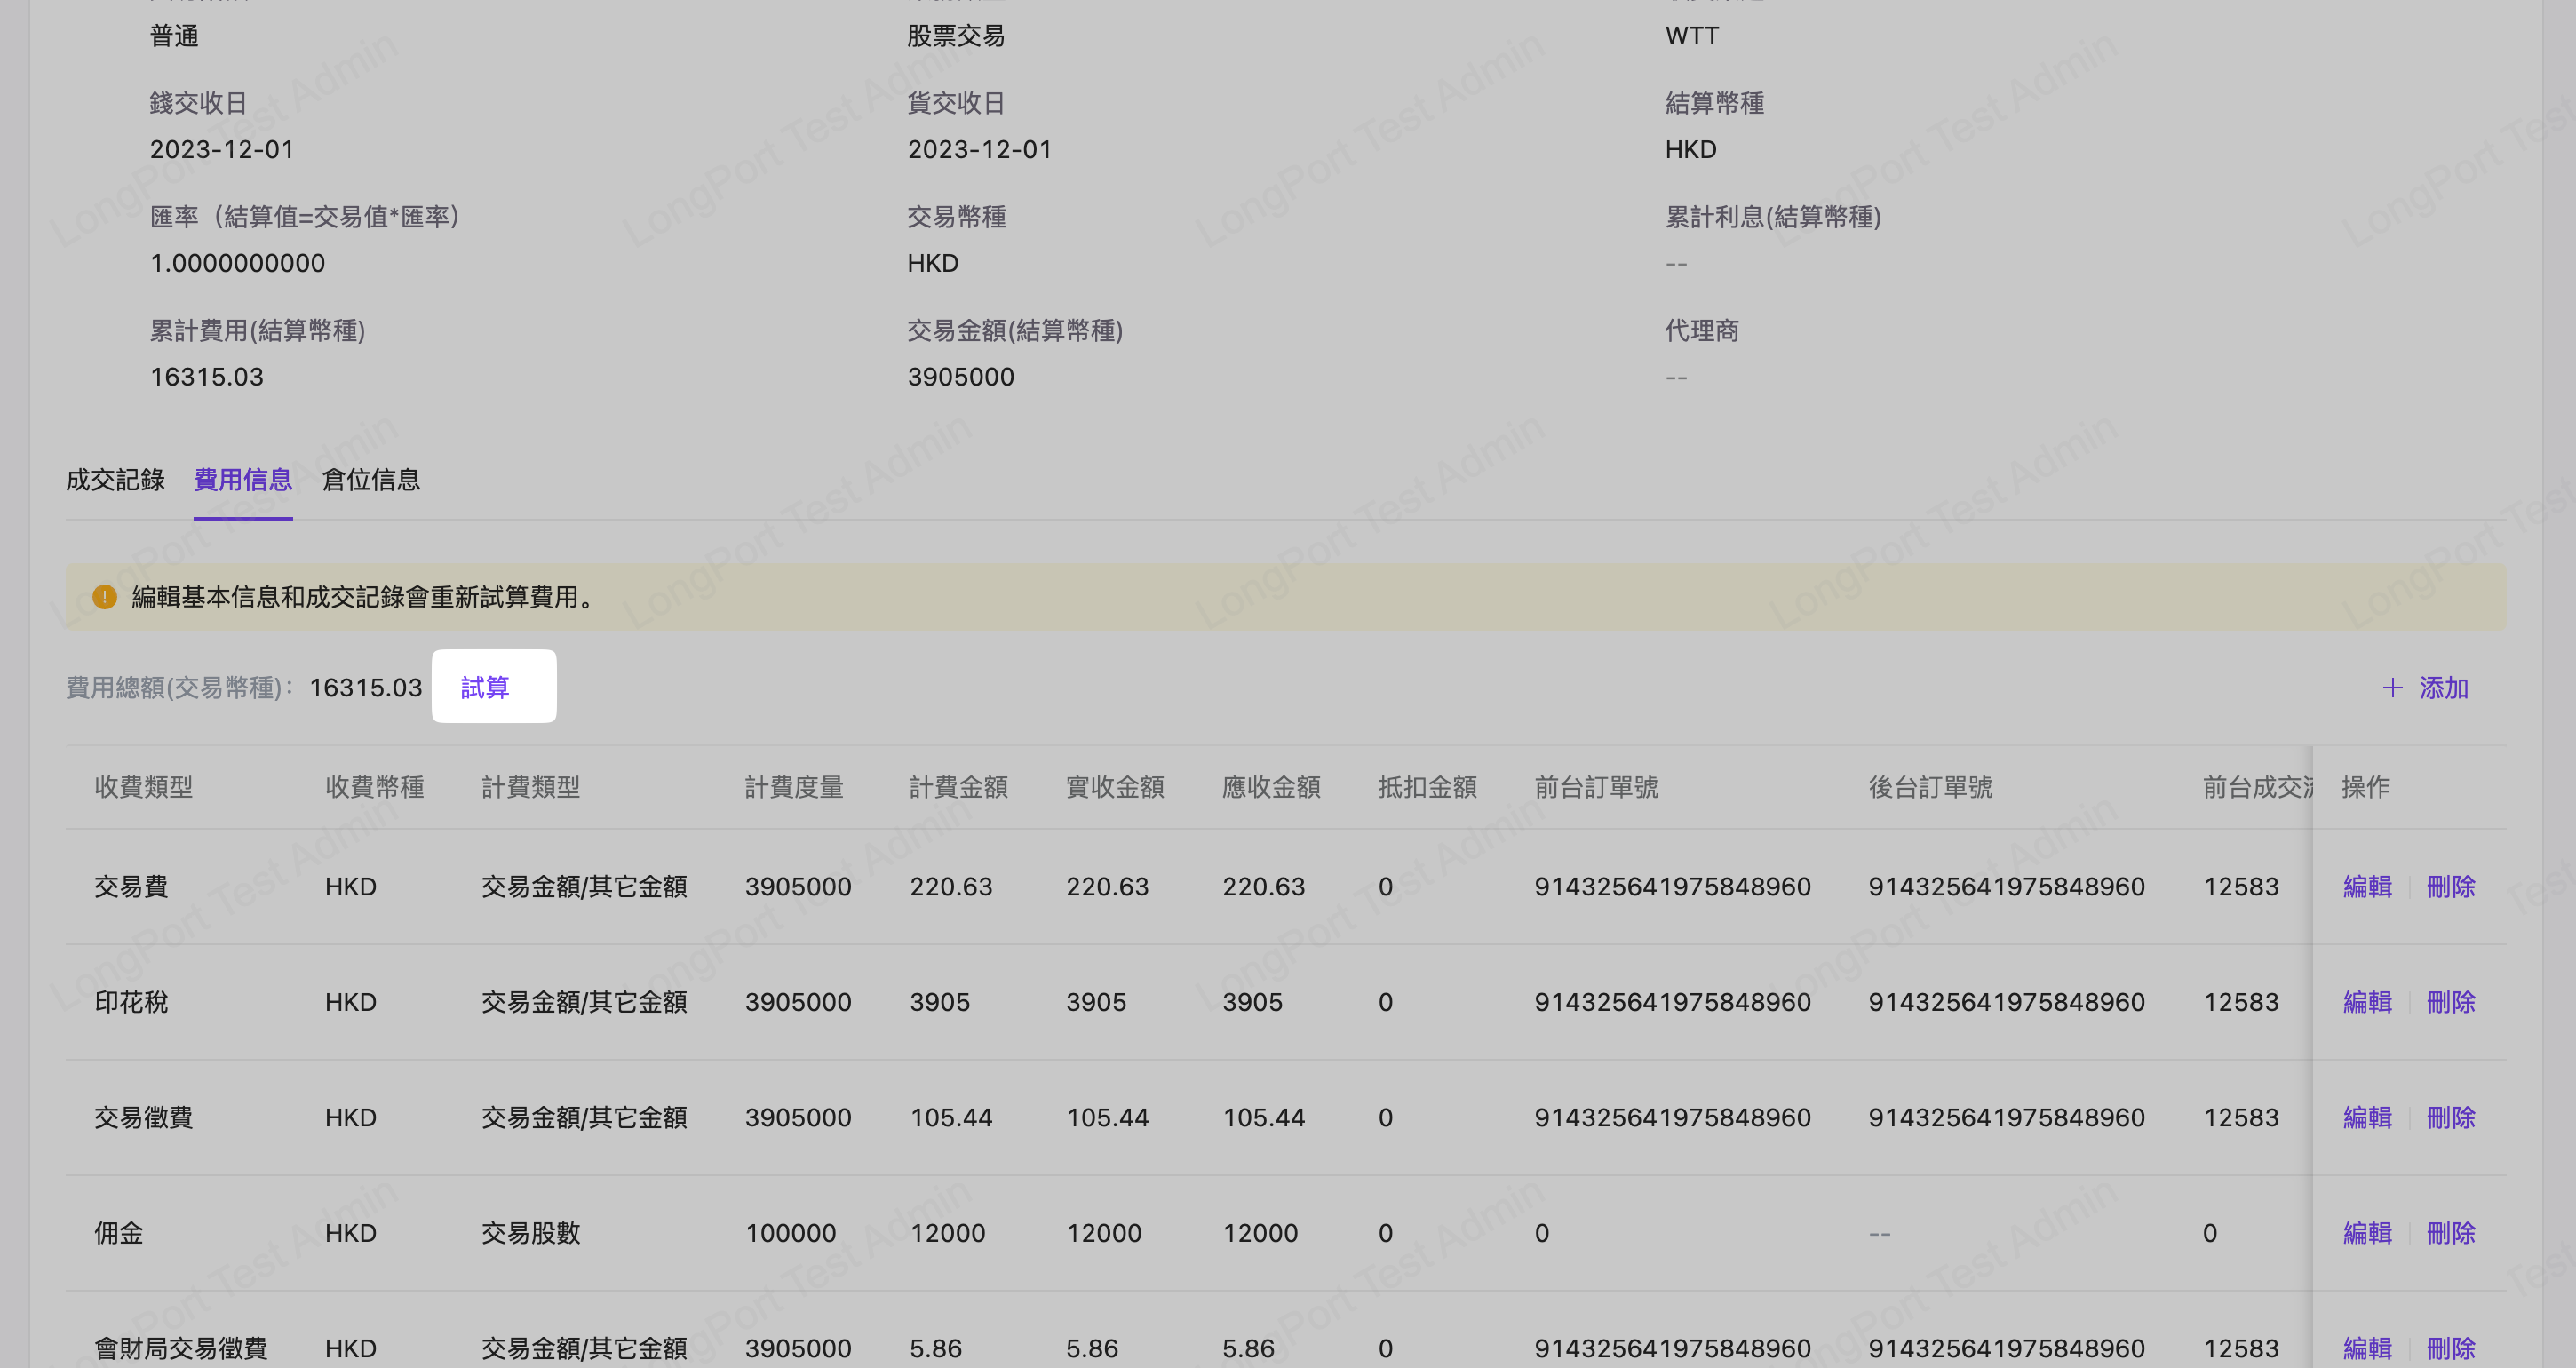 普通 股票交易 WTT
錢交收日 貨交收日 結算幣種
2023-12-01 2023-12-01 HKD
匯率（結算值=交易值*匯率） 交易幣種 累計利息(結算幣種)
1.0000000000 HKD --
累計費用(結算幣種) 交易金額(結算幣種) 代理商
16315.03 3905000 --
成交記錄 費用信息 倉位信息
編輯基本信息和成交記錄會重新試算費用。
費用總額(交易幣種)： 16315.03 試算 + 添加
收費類型 收費幣種 計費類型 計費度量 計費金額 實收金額 應收金額 抵扣金額 前台訂單號 後台訂單號 前台成交 操作
交易費 HKD 交易金額/其它金額 3905000 220.63 220.63 220.63 0 914325641975848960 914325641975848960 12583 編輯 刪除
印花稅 HKD 交易金額/其它金額 3905000 3905 3905 3905 0 914325641975848960 914325641975848960 12583 編輯 刪除
交易徵費 HKD 交易金額/其它金額 3905000 105.44 105.44 105.44 0 914325641975848960 914325641975848960 12583 編輯 刪除
佣金 HKD 交易股數 100000 12000 12000 12000 0 0 -- 0 編輯 刪除
會財局交易徵費 HKD 交易金額/其它金額 3905000 5.86 5.86 5.86 0 914325641975848960 914325641975848960 12583 編輯 刪除
LongPort Test Admin